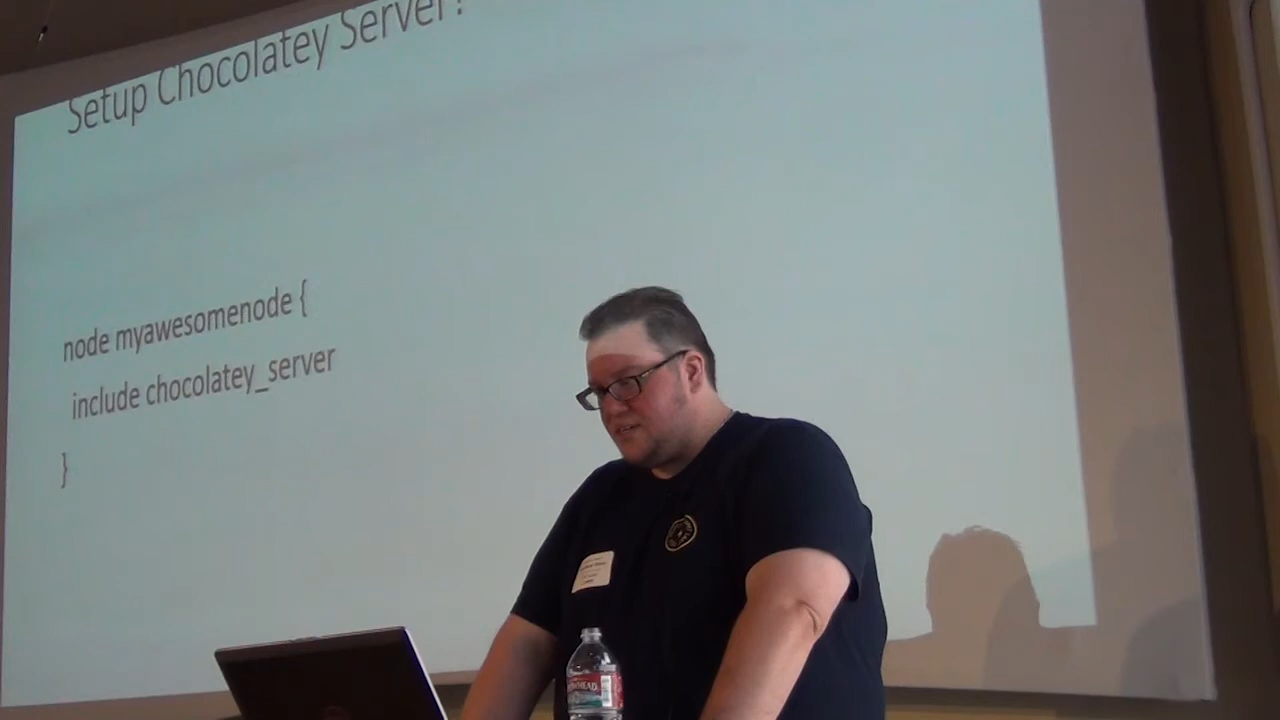 Setup Chocolatey Server?
node myawesomenode {
include chocolatey_server
}